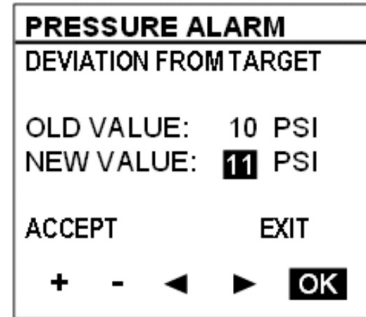 PRESSURE ALARM
DEVIATION FROM TARGET
OLD VALUE: 10 PSI
NEW VALUE: 11 PSI
ACCEPT EXIT
+ - ◄ ► OK